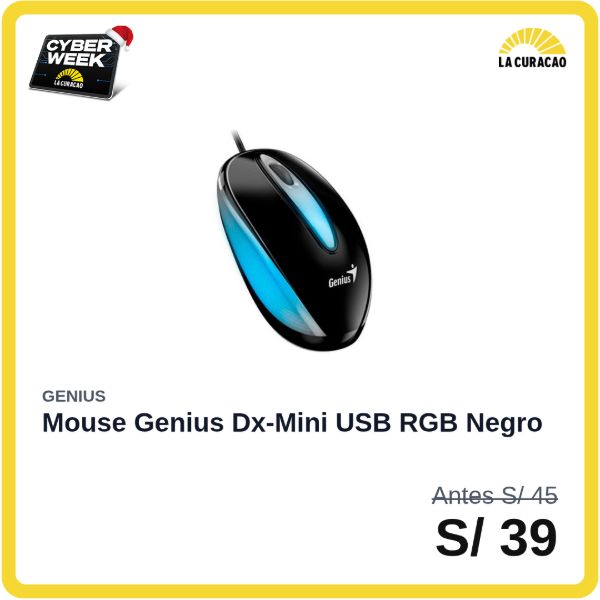 CYBER
WEEK
LA CURACAO
LA CURACAO
Genius
GENIUS
Mouse Genius Dx-Mini USB RGB Negro
Antes S/ 45
S/ 39